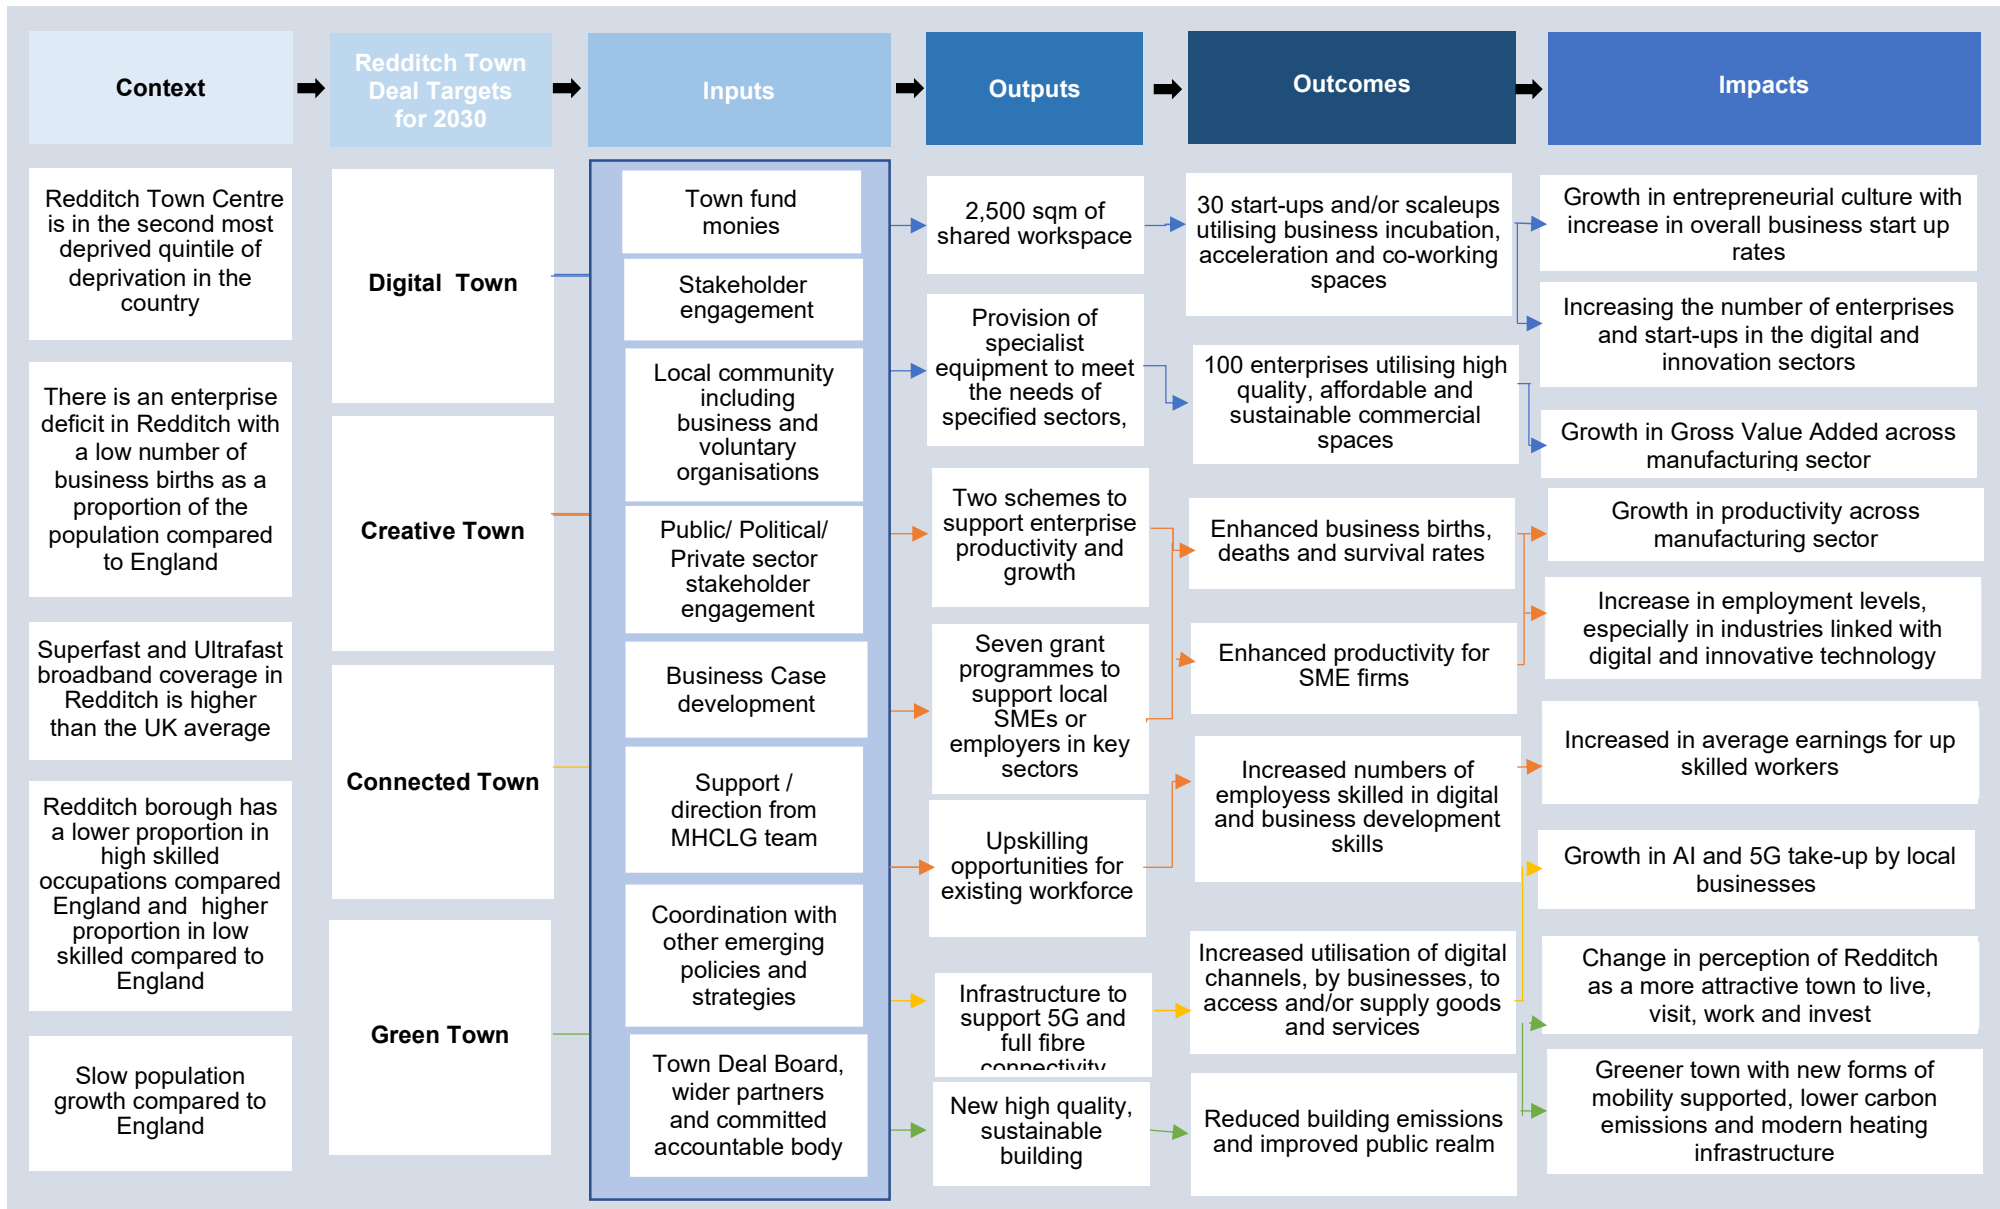 Context
Redditch Town
Deal Targets
for 2030
Inputs
Outputs
Outcomes
Impacts
Redditch Town Centre
is in the second most
deprived quintile of
deprivation in the
country
There is an enterprise
deficit in Redditch with
a low number of
business births as a
proportion of the
population compared
to England
Superfast and Ultrafast
broadband coverage in
Redditch is higher
than the UK average
Redditch borough has
a lower proportion in
high skilled
occupations compared
England and higher
proportion in low
skilled compared to
England
Slow population
growth compared to
England
Digital Town
Creative Town
Connected Town
Green Town
Town fund
monies
Stakeholder
engagement
Local community
including
business and
voluntary
organisations
Public/ Political/
Private sector
stakeholder
engagement
Business Case
development
Support /
direction from
MHCLG team
Coordination with
other emerging
policies and
strategies
Town Deal Board,
wider partners
and committed
accountable body
2,500 sqm of
shared workspace
Provision of
specialist
equipment to meet
the needs of
specified sectors,
Two schemes to
support enterprise
productivity and
growth
Seven grant
programmes to
support local
SMEs or
employers in key
sectors
Upskilling
opportunities for
existing workforce
Infrastructure to
support 5G and
full fibre
connectivity
New high quality,
sustainable
building
30 start-ups and/or scaleups
utilising business incubation,
acceleration and co-working
spaces
100 enterprises utilising high
quality, affordable and
sustainable commercial
spaces
Enhanced business births,
deaths and survival rates
Enhanced productivity for
SME firms
Increased numbers of
employess skilled in digital
and business development
skills
Increased utilisation of digital
channels, by businesses, to
access and/or supply goods
and services
Reduced building emissions
and improved public realm
Growth in entrepreneurial culture with
increase in overall business start up
rates
Increasing the number of enterprises
and start-ups in the digital and
innovation sectors
Growth in Gross Value Added across
manufacturing sector
Growth in productivity across
manufacturing sector
Increase in employment levels,
especially in industries linked with
digital and innovative technology
Increased in average earnings for up
skilled workers
Growth in AI and 5G take-up by local
businesses
Change in perception of Redditch
as a more attractive town to live,
visit, work and invest
Greener town with new forms of
mobility supported, lower carbon
emissions and modern heating
infrastructure